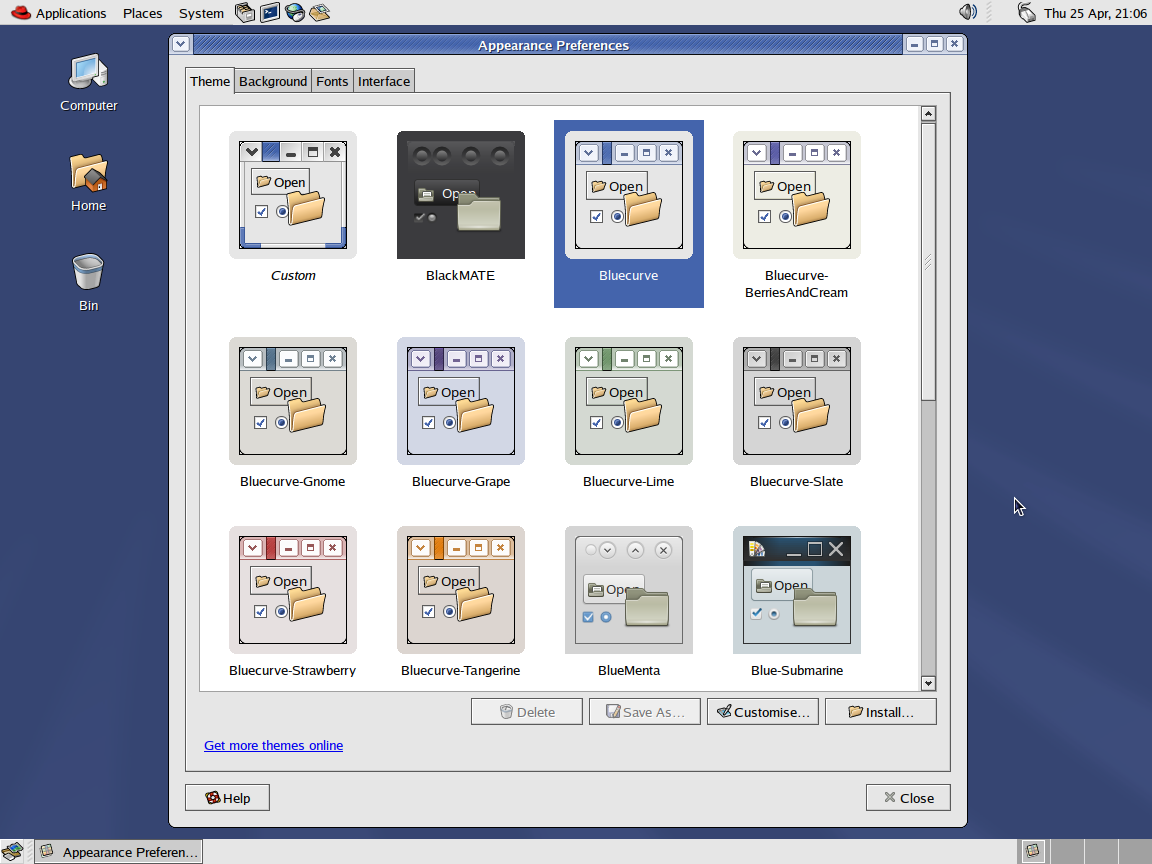 Applications Places System Thu 25 Apr, 21:06
Appearance Preferences
Computer
Home
Bin
Theme Background Fonts Interface
Open
Open
Open
Open
Custom BlackMATE Bluecurve Bluecurve-
BerriesAndCream
Open
Open
Open
Open
Bluecurve-Gnome Bluecurve-Grape Bluecurve-Lime Bluecurve-Slate
Open
Open
Open
Open
Bluecurve-Strawberry Bluecurve-Tangerine BlueMenta Blue-Submarine
Delete Save As... Customise... Install...
Get more themes online
Help Close
Appearance Preferen...